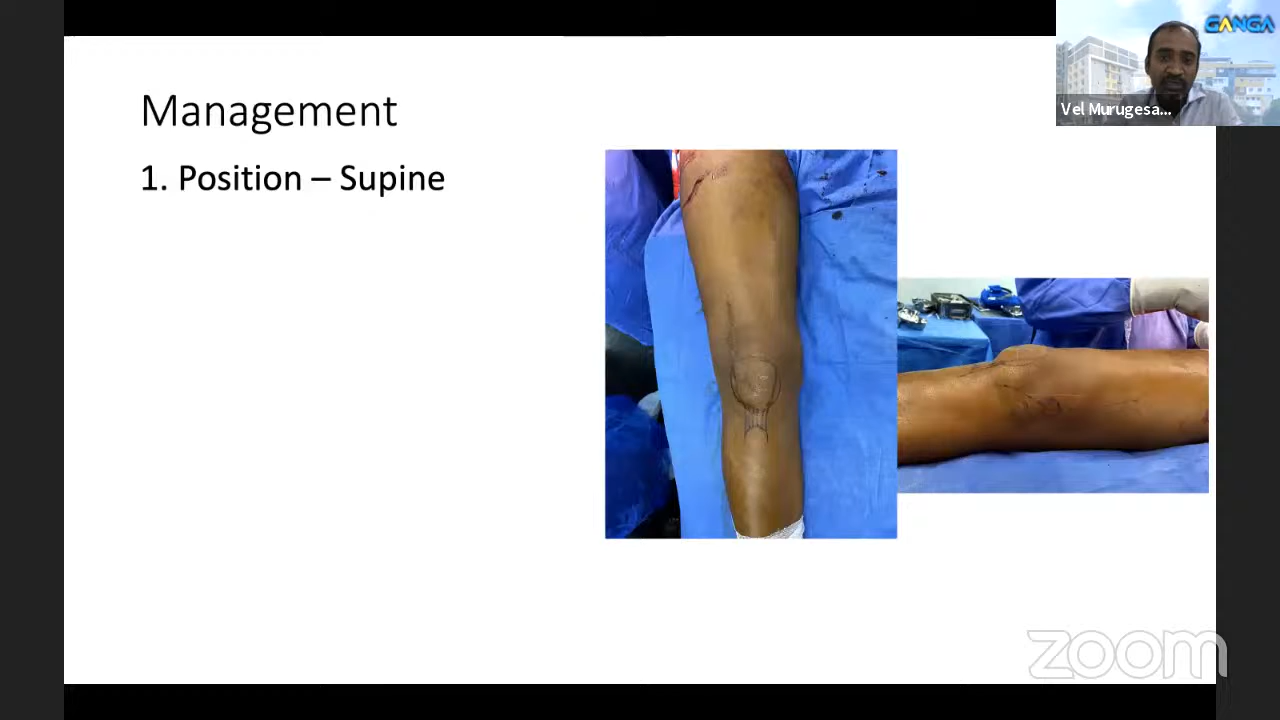 GANGA
Vel Murugesa...
Management
1. Position – Supine
zoom